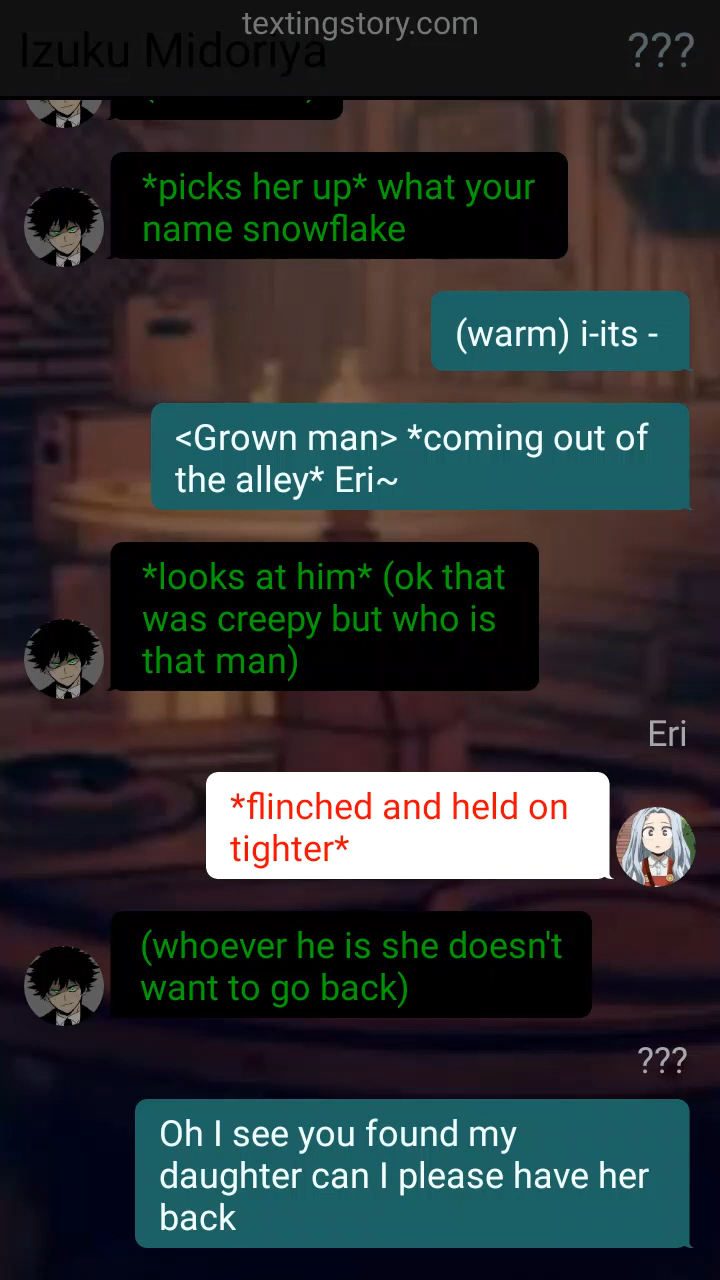 textingstory.com
Izuku Midoriya
???
*picks her up* what your
name snowflake
(warm) i-its -
<Grown man> *coming out of
the alley* Eri~
*looks at him* (ok that
was creepy but who is
that man)
Eri
*flinched and held on
tighter*
(whoever he is she doesn't
want to go back)
???
Oh I see you found my
daughter can I please have her
back